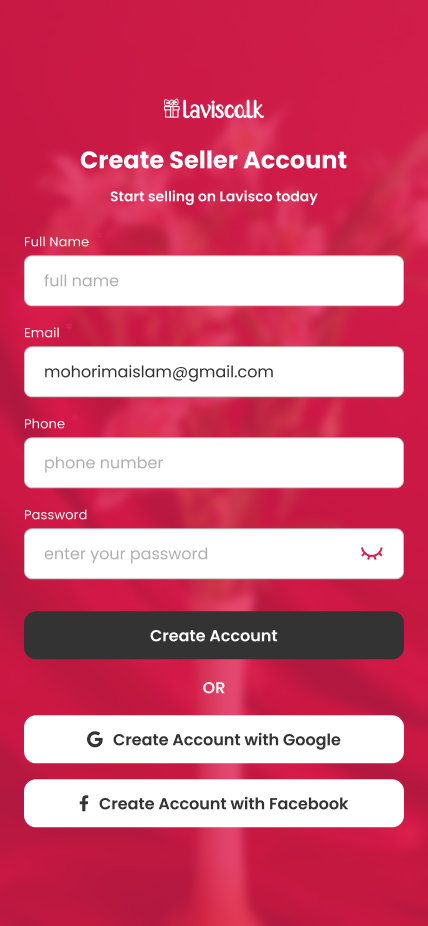 lavisco.lk
Create Seller Account
Start selling on Lavisco today
Full Name
full name
Email
mohorimaislam@gmail.com
Phone
phone number
Password
enter your password
Create Account
OR
Create Account with Google
Create Account with Facebook